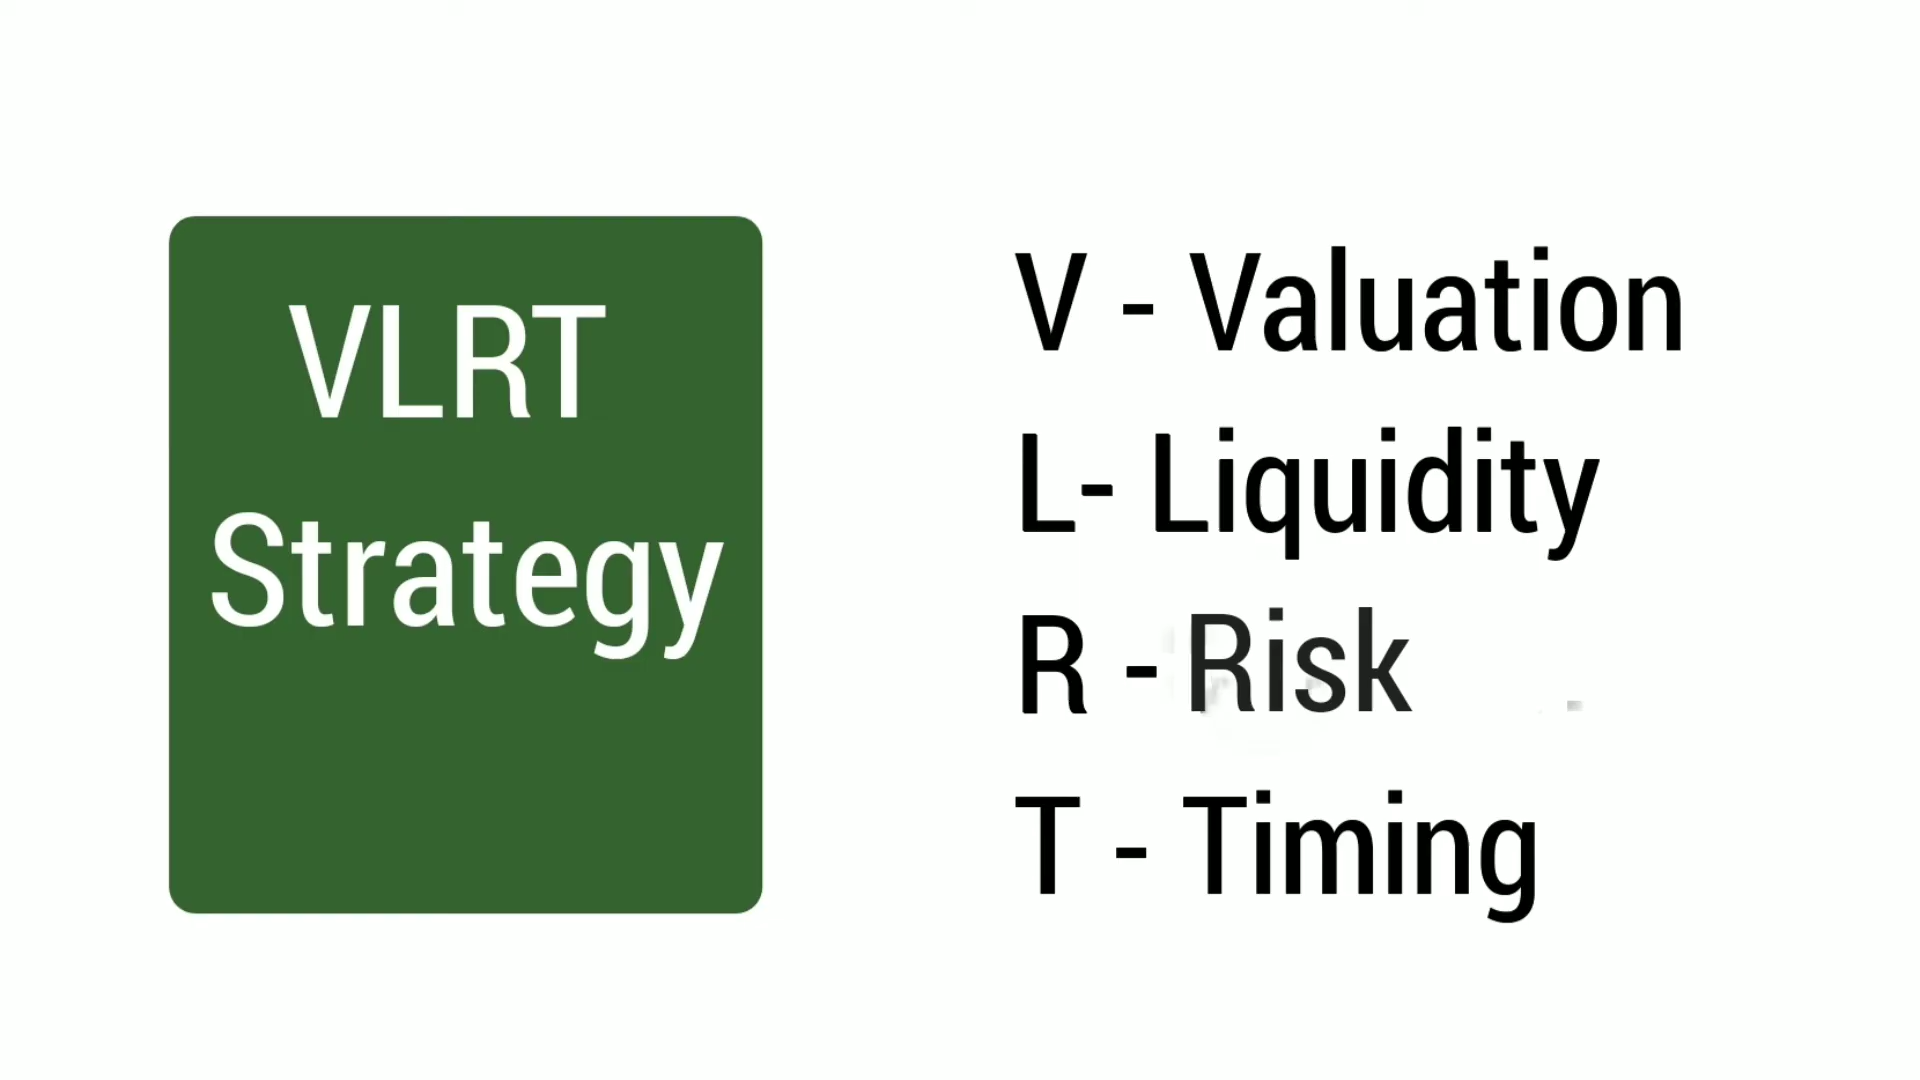 VLRT
Strategy
V - Valuation
L- Liquidity
R - Risk
T - Timing